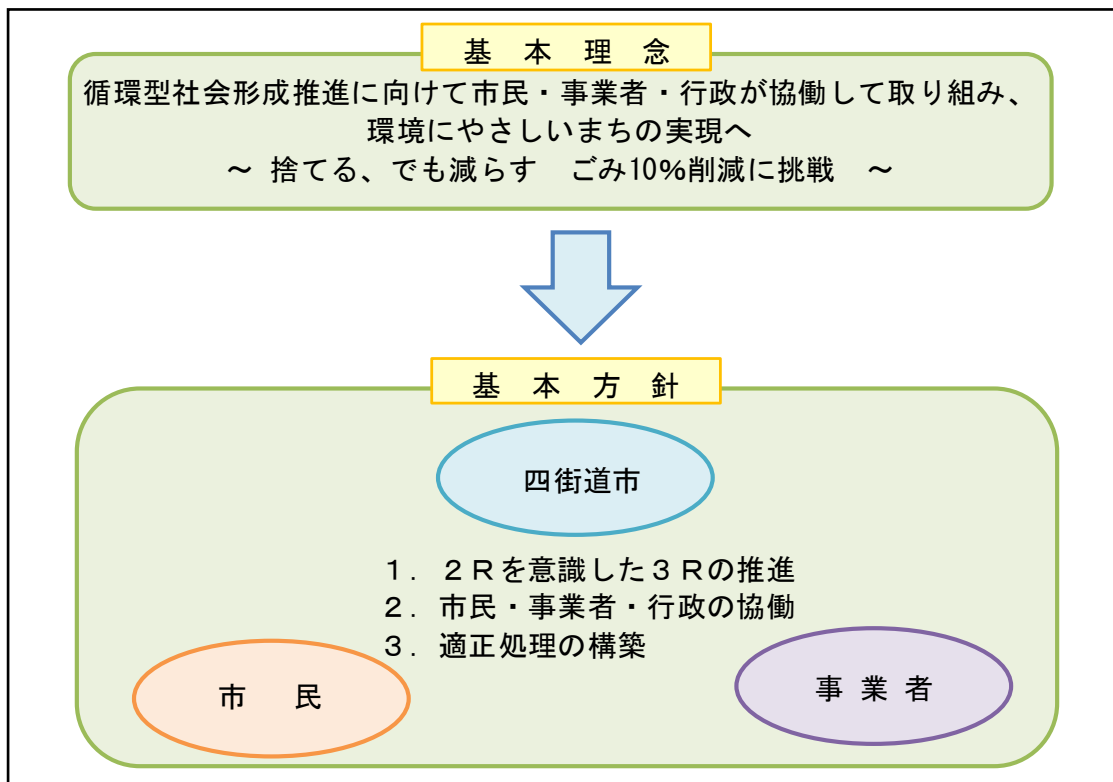 基 本 理 念
循環型社会形成推進に向けて市民・事業者・行政が協働して取り組み、
環境にやさしいまちの実現へ
～ 捨てる、でも減らす　ごみ10%削減に挑戦　～
基 本 方 針
四街道市
１．２Ｒを意識した３Ｒの推進
２．市民・事業者・行政の協働
３．適正処理の構築
市　民
事 業 者